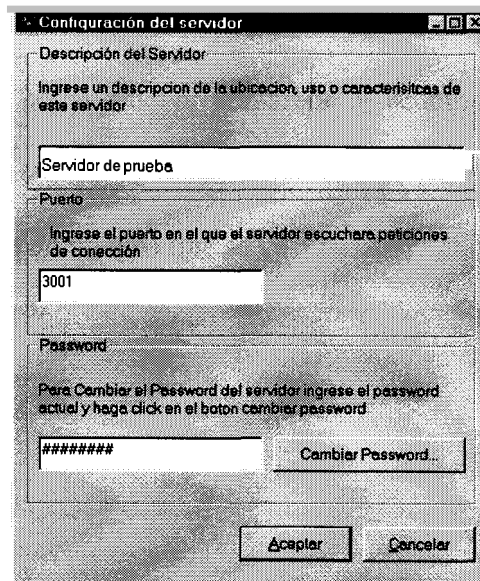 Configuración del servidor
Descripción del Servidor
Ingrese un descripcion de la ubicacion, uso o caracterisitcas de
este servidor
Servidor de prueba
Puerto
Ingrese el puerto en el que el servidor escuchara peticiones
de conección
3001
Password
Para Cambiar el Password del servidor ingrese el password
actual y haga click en el boton cambiar password
########
Cambiar Password...
Aceptar
Cancelar